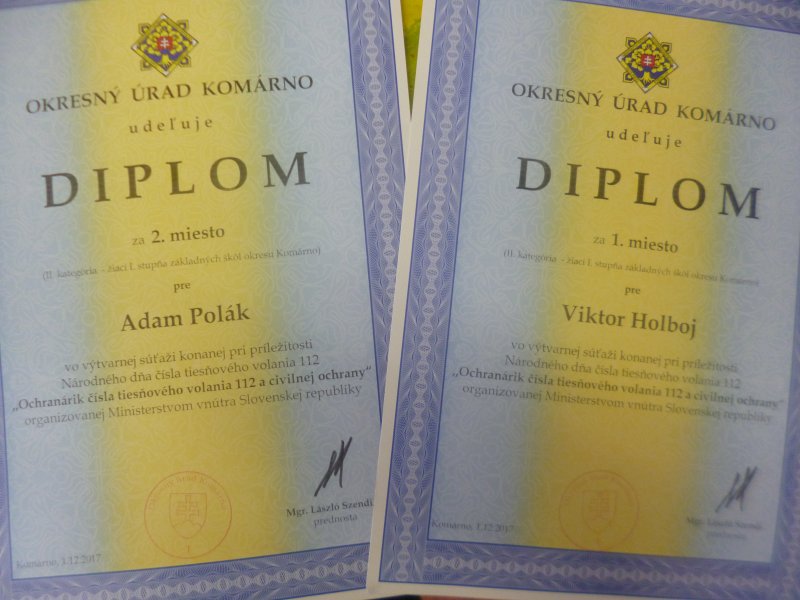 OKRESNÝ ÚRAD KOMÁRNO
udeľuje
DIPLOM
za 2. miesto
(II. kategória - žiaci I. stupňa základných škôl okresu Komárno)
pre
Adam Polák
vo výtvarnej súťaži konanej pri príležitosti
Národného dňa čísla tiesňového volania 112
„Ochranárik čísla tiesňového volania 112 a civilnej ochrany“
organizovanej Ministerstvom vnútra Slovenskej republiky
Okresný úrad Komárno
1
Mgr. László Szendi
prednosta
Komárno, 1.12.2017
OKRESNÝ ÚRAD KOMÁRNO
udeľuje
DIPLOM
za 1. miesto
(II. kategória - žiaci I. stupňa základných škôl okresu Komárno)
pre
Viktor Holboj
vo výtvarnej súťaži konanej pri príležitosti
Národného dňa čísla tiesňového volania 112
„Ochranárik čísla tiesňového volania 112 a civilnej ochrany“
organizovanej Ministerstvom vnútra Slovenskej republiky
Mgr. László Szendi
prednosta
Komárno, 1.12.2017